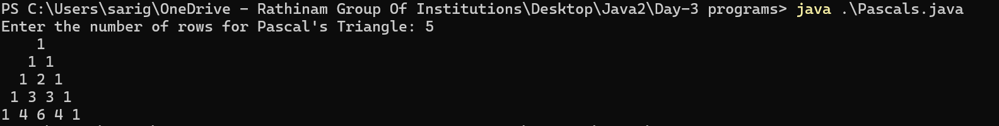 PS C:\Users\sarig\OneDrive - Rathinam Group Of Institutions\Desktop\Java2\Day-3 programs> java .\Pascals.java
Enter the number of rows for Pascal's Triangle: 5
    1
   1 1
  1 2 1
 1 3 3 1
1 4 6 4 1